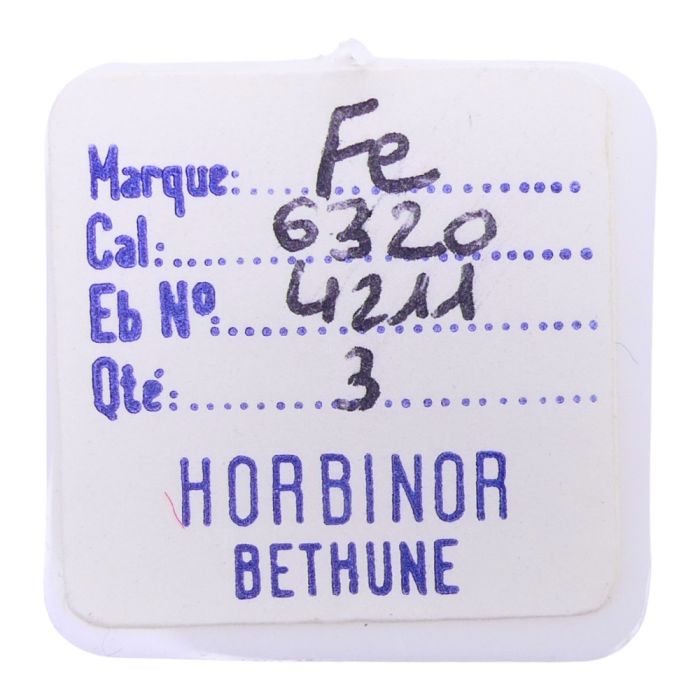 Marque: Fe
Cal: 6320
Eb Nº 4211
Qté: 3
HORBINOR
BETHUNE